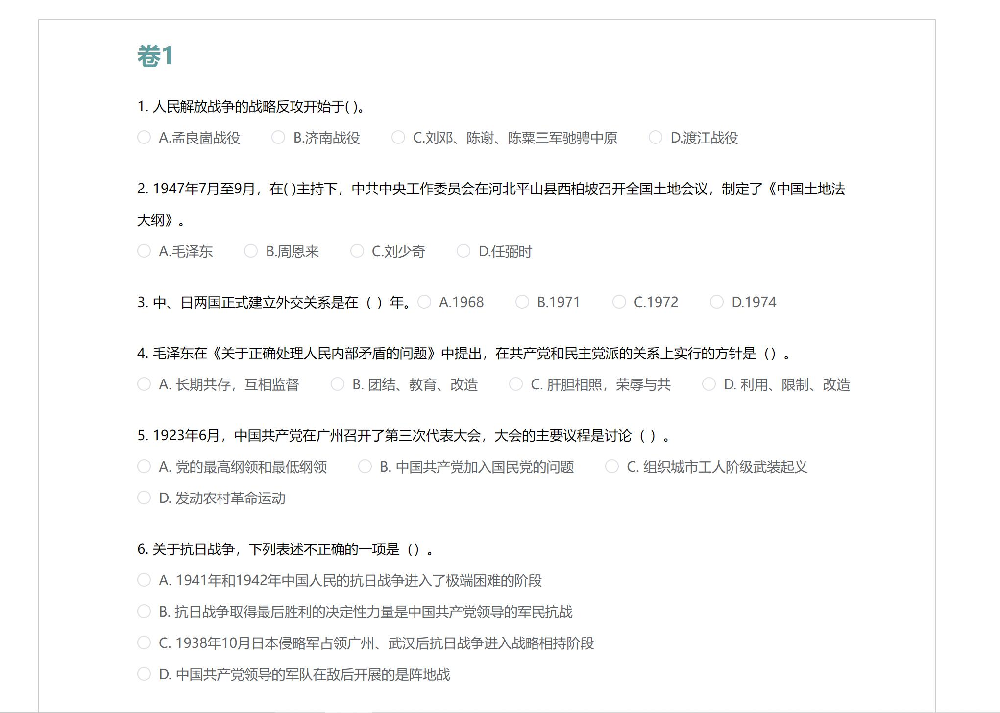 卷1
1. 人民解放战争的战略反攻开始于( )。
A.孟良崮战役 B.济南战役 C.刘邓、陈谢、陈粟三军驰骋中原 D.渡江战役
2. 1947年7月至9月，在( )主持下，中共中央工作委员会在河北平山县西柏坡召开全国土地会议，制定了《中国土地法
大纲》。
A.毛泽东 B.周恩来 C.刘少奇 D.任弼时
3. 中、日两国正式建立外交关系是在（ ）年。 A.1968 B.1971 C.1972 D.1974
4. 毛泽东在《关于正确处理人民内部矛盾的问题》中提出，在共产党和民主党派的关系上实行的方针是（）。
A. 长期共存，互相监督 B. 团结、教育、改造 C. 肝胆相照，荣辱与共 D. 利用、限制、改造
5. 1923年6月，中国共产党在广州召开了第三次代表大会，大会的主要议程是讨论（ ）。
A. 党的最高纲领和最低纲领 B. 中国共产党加入国民党的问题 C. 组织城市工人阶级武装起义
D. 发动农村革命运动
6. 关于抗日战争，下列表述不正确的一项是（）。
A. 1941年和1942年中国人民的抗日战争进入了极端困难的阶段
B. 抗日战争取得最后胜利的决定性力量是中国共产党领导的军民抗战
C. 1938年10月日本侵略军占领广州、武汉后抗日战争进入战略相持阶段
D. 中国共产党领导的军队在敌后开展的是阵地战